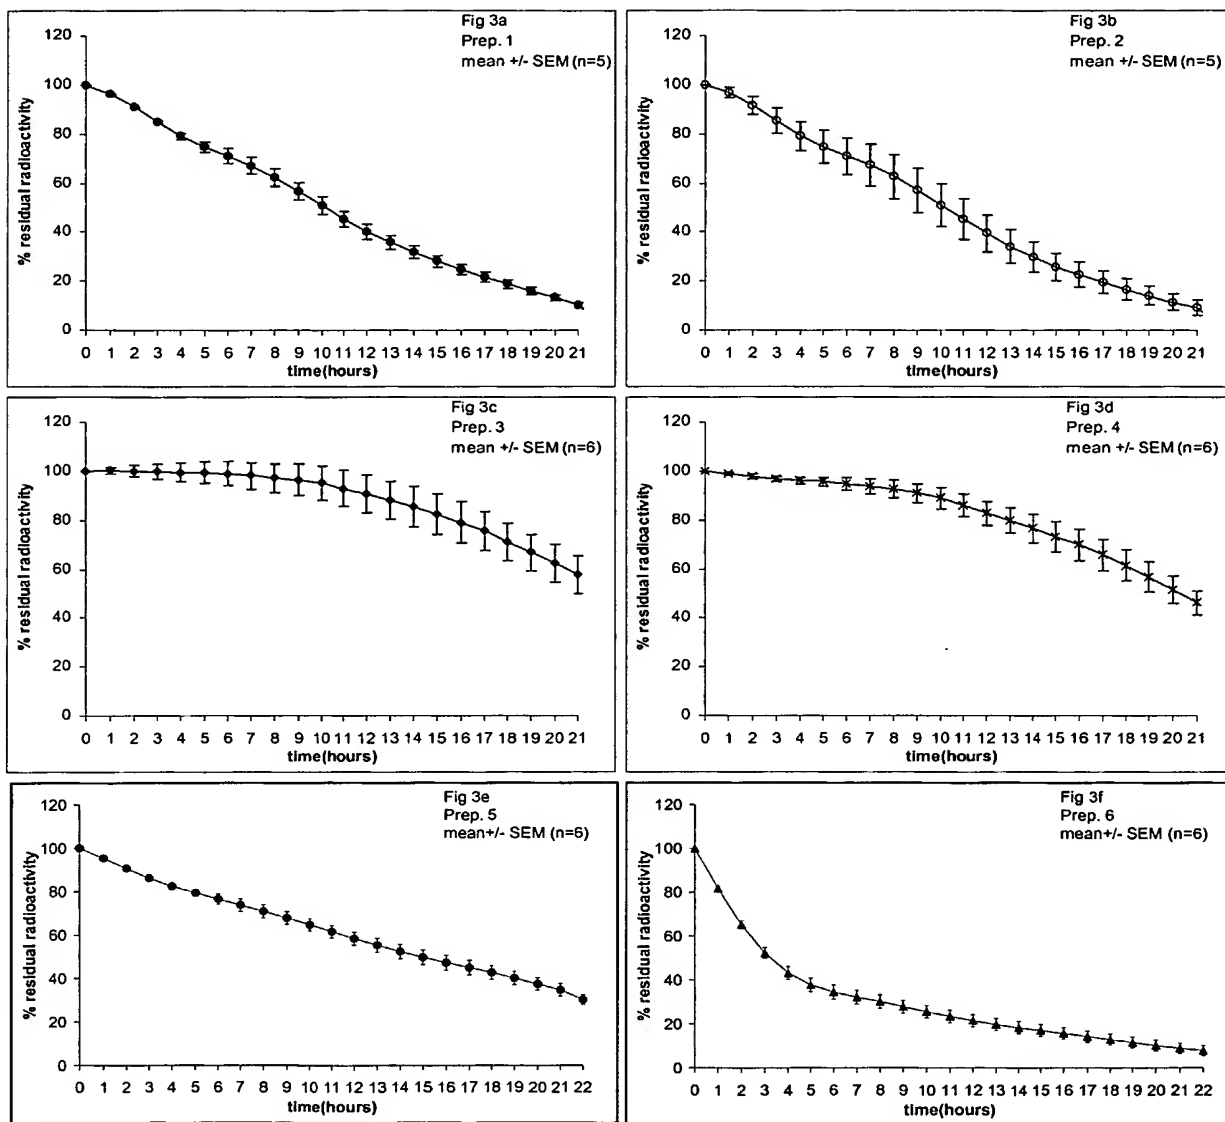 Fig 3a
Prep. 1
mean +/- SEM (n=5)
120
100
80
60
40
20
0
% residual radioactivity
0 1 2 3 4 5 6 7 8 9 10 11 12 13 14 15 16 17 18 19 20 21
time(hours)
Fig 3b
Prep. 2
mean +/- SEM (n=5)
120
100
80
60
40
20
0
% residual radioactivity
0 1 2 3 4 5 6 7 8 9 10 11 12 13 14 15 16 17 18 19 20 21
time(hours)
Fig 3c
Prep. 3
mean +/- SEM (n=6)
120
100
80
60
40
20
0
% residual radioactivity
0 1 2 3 4 5 6 7 8 9 10 11 12 13 14 15 16 17 18 19 20 21
time(hours)
Fig 3d
Prep. 4
mean +/- SEM (n=6)
120
100
80
60
40
20
0
% residual radioactivity
0 1 2 3 4 5 6 7 8 9 10 11 12 13 14 15 16 17 18 19 20 21
time(hours)
Fig 3e
Prep. 5
mean+/- SEM (n=6)
120
100
80
60
40
20
0
% residual radioactivity
0 1 2 3 4 5 6 7 8 9 10 11 12 13 14 15 16 17 18 19 20 21 22
time(hours)
Fig 3f
Prep. 6
mean+/- SEM (n=6)
120
100
80
60
40
20
0
% residual radioactivity
0 1 2 3 4 5 6 7 8 9 10 11 12 13 14 15 16 17 18 19 20 21 22
time(hours)